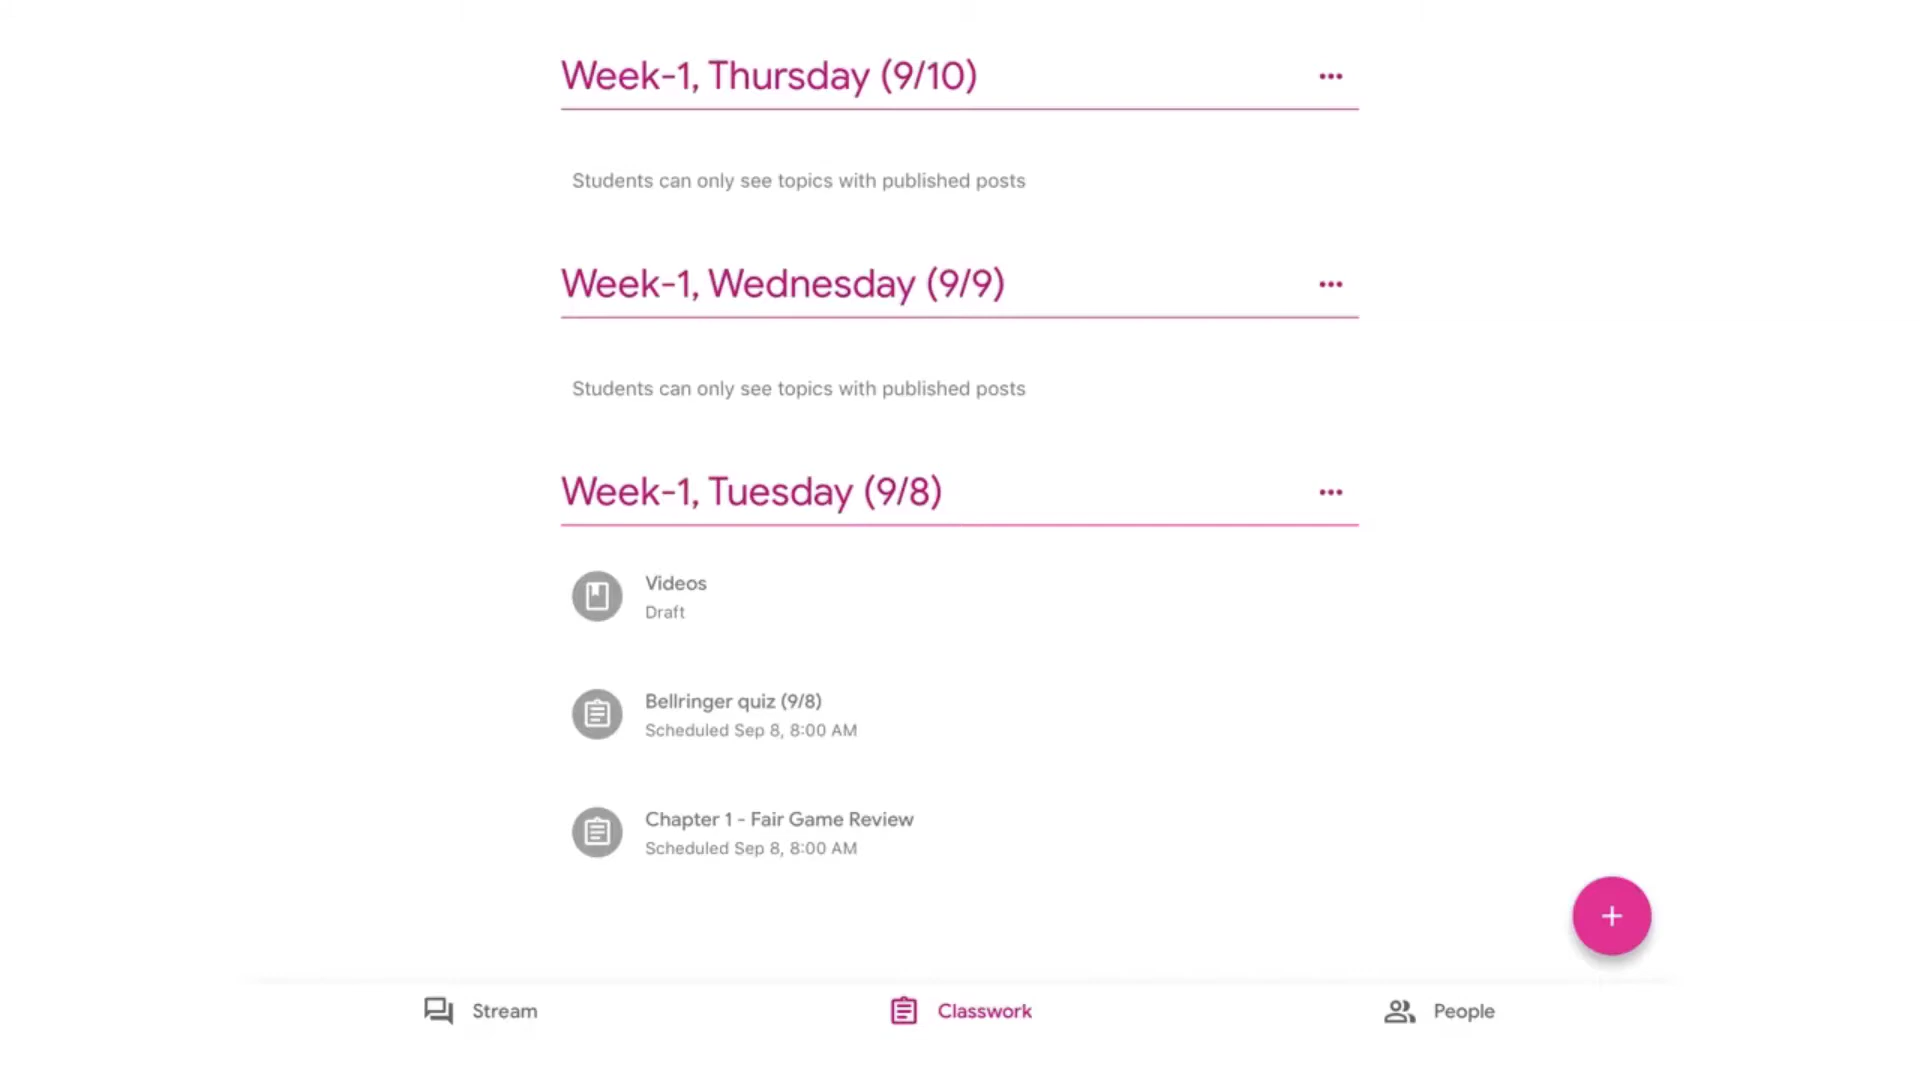 Week-1, Thursday (9/10)
Students can only see topics with published posts
Week-1, Wednesday (9/9)
Students can only see topics with published posts
Week-1, Tuesday (9/8)
Videos
Draft
Bellringer quiz (9/8)
Scheduled Sep 8, 8:00 AM
Chapter 1 - Fair Game Review
Scheduled Sep 8, 8:00 AM
Stream
Classwork
People